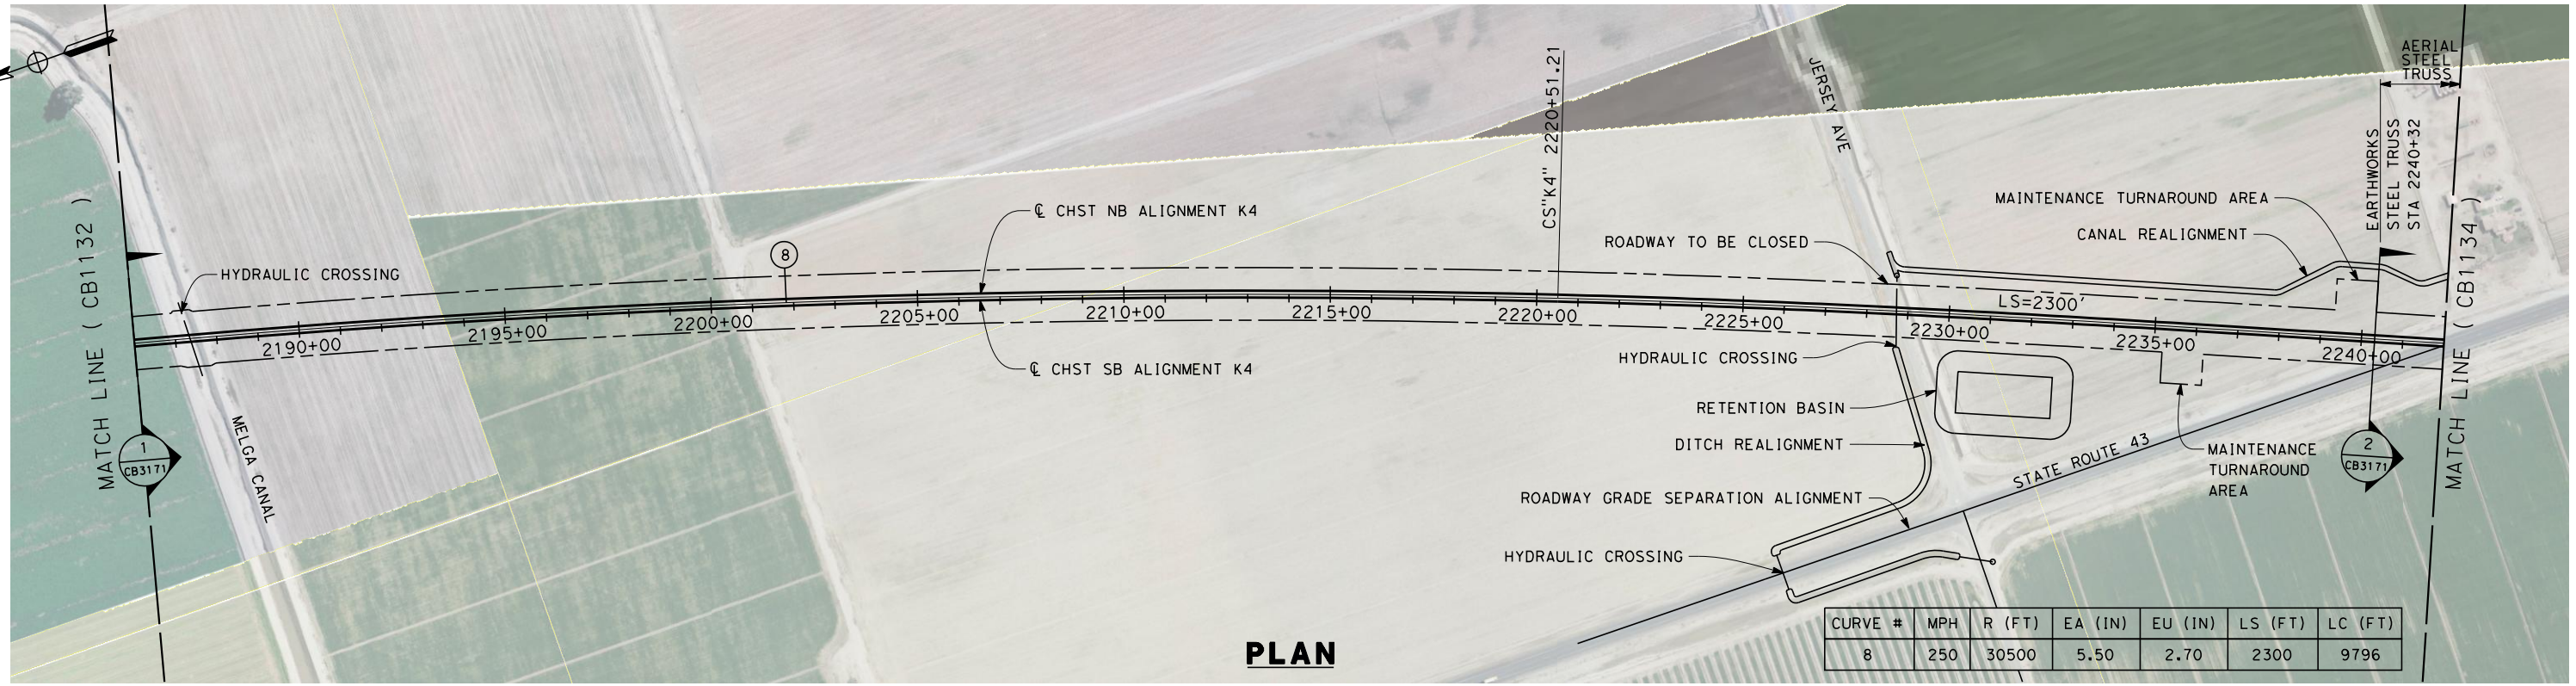 AERIAL
STEEL
TRUSS
CS"K4" 2220+51.21
JERSEY AVE
EARTHWORKS
STEEL TRUSS
STA 2240+32
MATCH LINE ( CB1132 )
MATCH LINE ( CB1134 )
MAINTENANCE TURNAROUND AREA
℄ CHST NB ALIGNMENT K4
CANAL REALIGNMENT
ROADWAY TO BE CLOSED
8
HYDRAULIC CROSSING
LS=2300'
2190+00
2195+00
2200+00
2205+00
2210+00
2215+00
2220+00
2225+00
2230+00
2235+00
2240+00
HYDRAULIC CROSSING
℄ CHST SB ALIGNMENT K4
RETENTION BASIN
DITCH REALIGNMENT
MELGA CANAL
1
CB3171
2
CB3171
STATE ROUTE 43
MAINTENANCE
TURNAROUND
AREA
ROADWAY GRADE SEPARATION ALIGNMENT
HYDRAULIC CROSSING
PLAN
CURVE # MPH R (FT) EA (IN) EU (IN) LS (FT) LC (FT)
8 250 30500 5.50 2.70 2300 9796